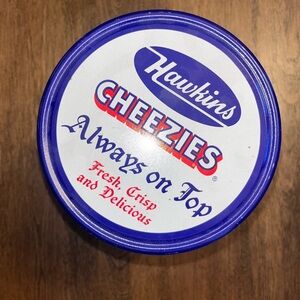 Hawkins
CHEEZIES®
Always on Top
Fresh, Crisp
and Delicious